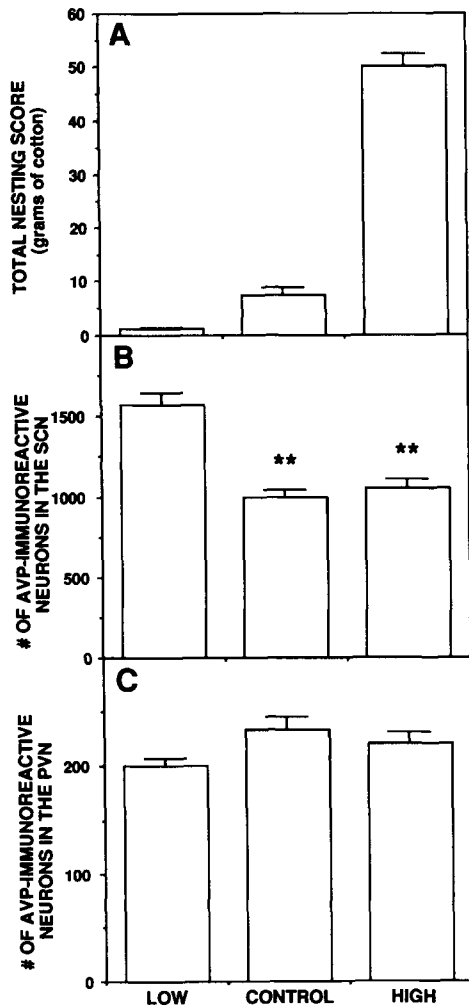 A
TOTAL NESTING SCORE
(grams of cotton)
60
50
40
30
20
10
0
B
# OF AVP-IMMUNOREACTIVE
NEURONS IN THE SCN
1500
1000
500
0
**
**
C
# OF AVP-IMMUNOREACTIVE
NEURONS IN THE PVN
200
100
0
LOW CONTROL HIGH